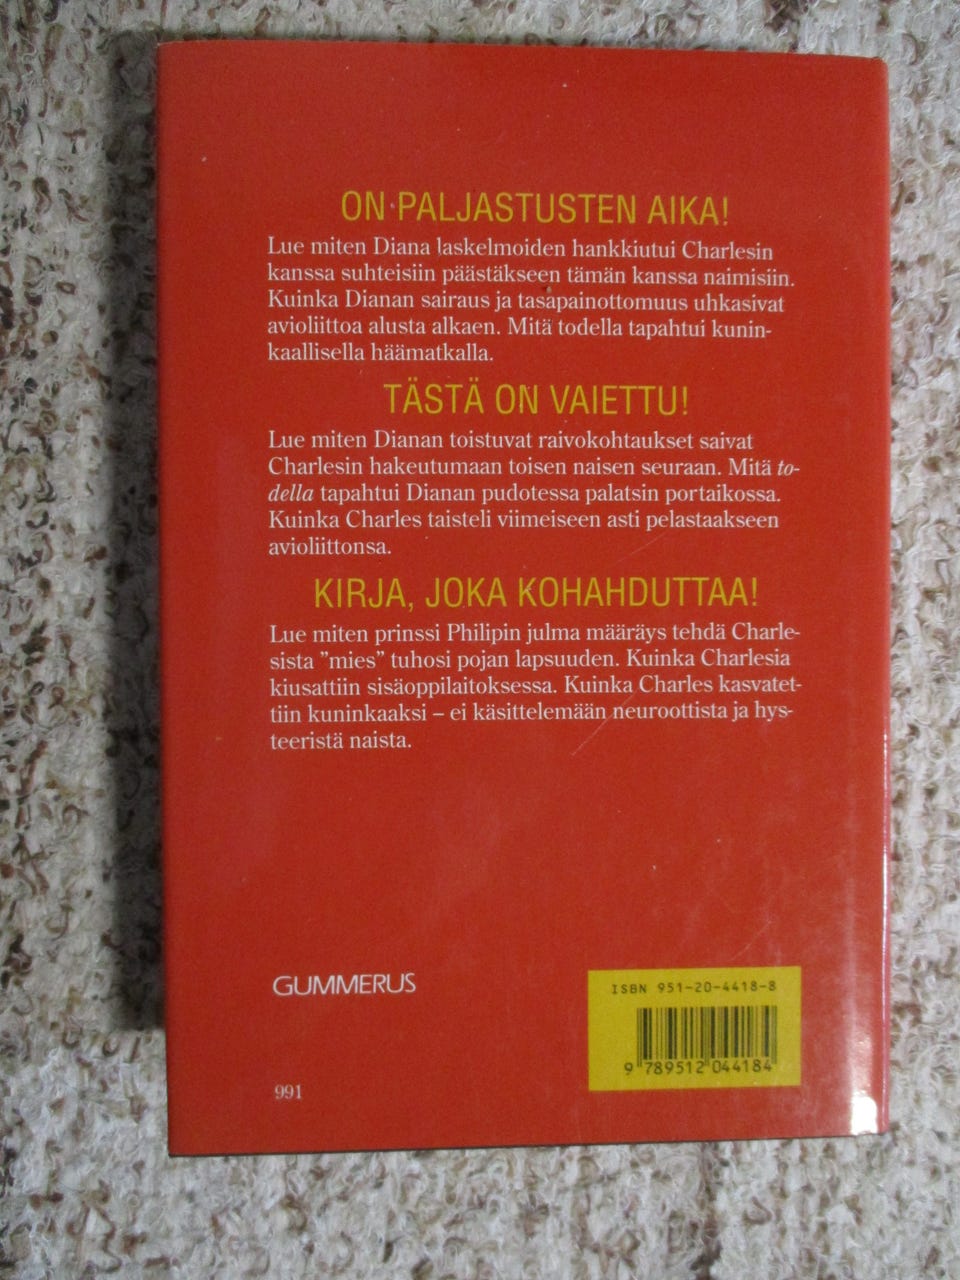 ON PALJASTUSTEN AIKA!
Lue miten Diana laskelmoiden hankkiutui Charlesin
kanssa suhteisiin päästäkseen tämän kanssa naimisiin.
Kuinka Dianan sairaus ja tasapainottomuus uhkasivat
avioliittoa alusta alkaen. Mitä todella tapahtui kunin-
kaallisella häämatkalla.
TÄSTÄ ON VAIETTU!
Lue miten Dianan toistuvat raivokohtaukset saivat
Charlesin hakeutumaan toisen naisen seuraan. Mitä to-
della tapahtui Dianan pudotessa palatsin portaikossa.
Kuinka Charles taisteli viimeiseen asti pelastaakseen
avioliittonsa.
KIRJA, JOKA KOHAHDUTTAA!
Lue miten prinssi Philipin julma määräys tehdä Charle-
sista ”mies” tuhosi pojan lapsuuden. Kuinka Charlesia
kiusattiin sisäoppilaitoksessa. Kuinka Charles kasvatet-
tiin kuninkaaksi – ei käsittelemään neuroottista ja hys-
teeristä naista.
GUMMERUS
ISBN 951-20-4418-8
9 789512 044184
991